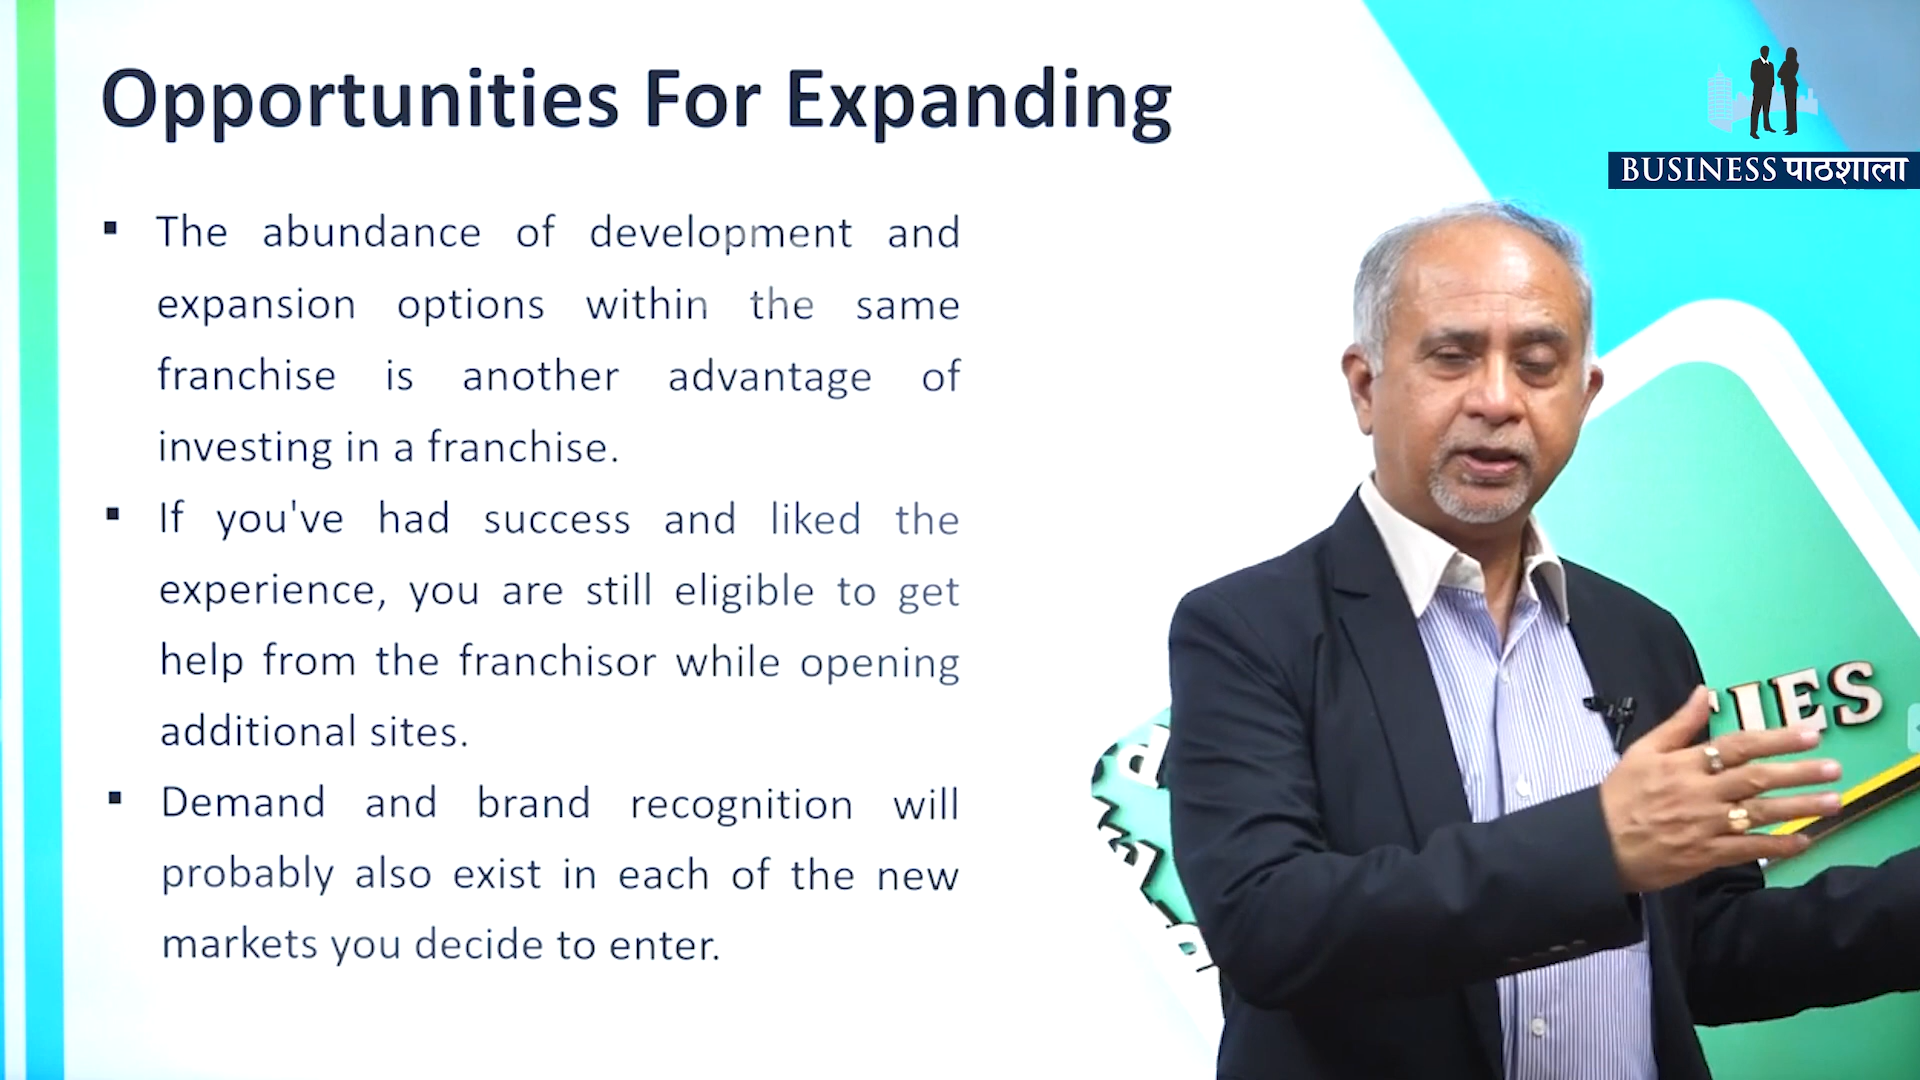 Opportunities For Expanding
BUSINESS पाठशाला
▪ The abundance of development and
expansion options within the same
franchise is another advantage of
investing in a franchise.
▪ If you've had success and liked the
experience, you are still eligible to get
help from the franchisor while opening
additional sites.
▪ Demand and brand recognition will
probably also exist in each of the new
markets you decide to enter.